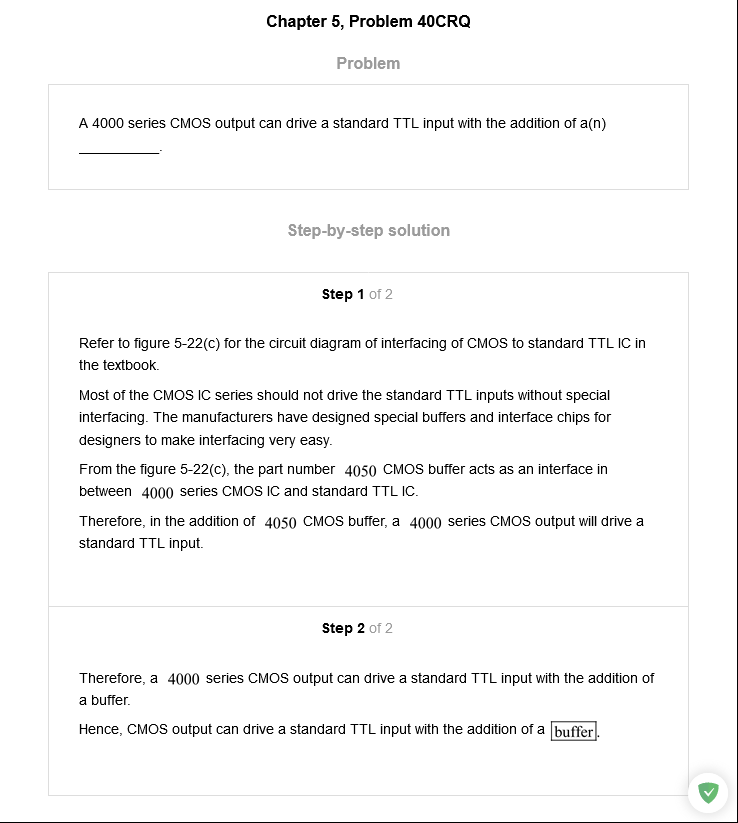 Chapter 5, Problem 40CRQ
Problem
A 4000 series CMOS output can drive a standard TTL input with the addition of a(n)
___________.
Step-by-step solution
Step 1 of 2
Refer to figure 5-22(c) for the circuit diagram of interfacing of CMOS to standard TTL IC in
the textbook.
Most of the CMOS IC series should not drive the standard TTL inputs without special
interfacing. The manufacturers have designed special buffers and interface chips for
designers to make interfacing very easy.
From the figure 5-22(c), the part number 4050 CMOS buffer acts as an interface in
between 4000 series CMOS IC and standard TTL IC.
Therefore, in the addition of 4050 CMOS buffer, a 4000 series CMOS output will drive a
standard TTL input.
Step 2 of 2
Therefore, a 4000 series CMOS output can drive a standard TTL input with the addition of
a buffer.
Hence, CMOS output can drive a standard TTL input with the addition of a buffer.